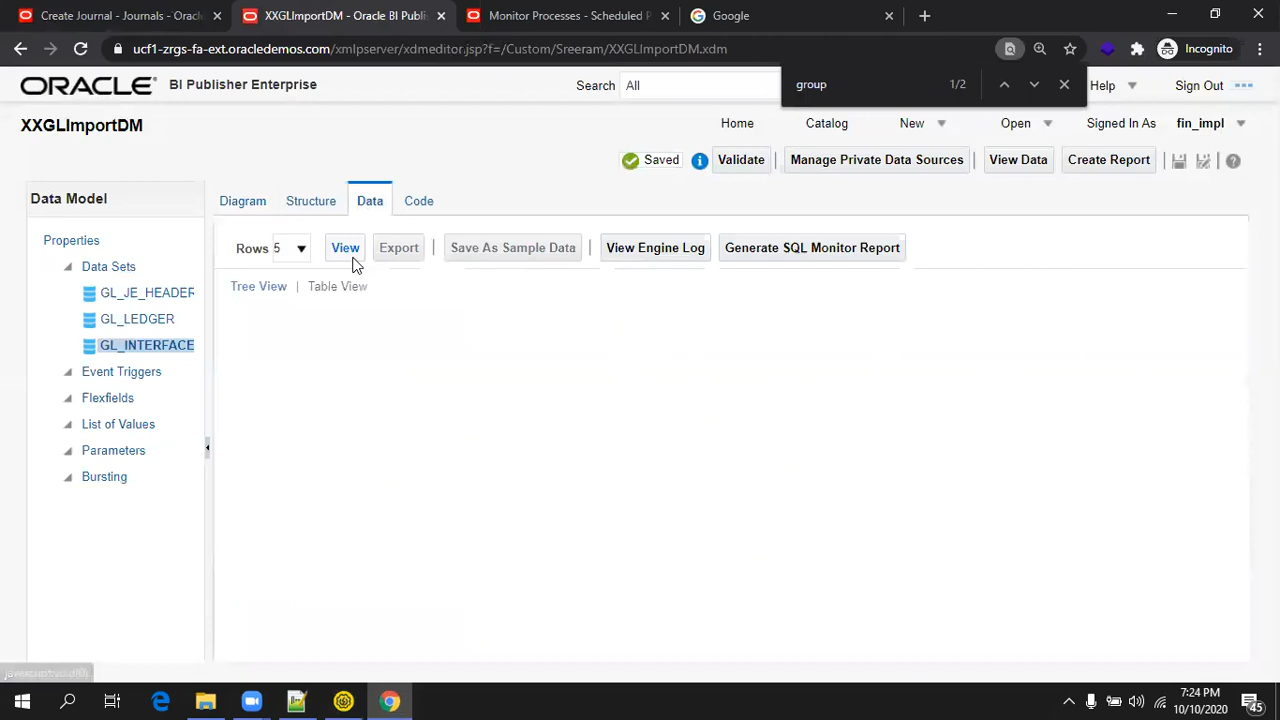 Create Journal - Journals - Orac
XXGLImportDM - Oracle BI Publis
Monitor Processes - Scheduled P
Google
ucf1-zrgs-fa-ext.oracledemos.com/xmlpserver/xdmeditor.jsp?f=/Custom/Sreeram/XXGLImportDM.xdm
Incognito
group 1/2
ORACLE BI Publisher Enterprise
Search All
Help
Sign Out
XXGLImportDM
Home
Catalog
New
Open
Signed In As fin_impl
Saved
Validate
Manage Private Data Sources
View Data
Create Report
Data Model
Diagram
Structure
Data
Code
Properties
Data Sets
GL_JE_HEADER
GL_LEDGER
GL_INTERFACE
Event Triggers
Flexfields
List of Values
Parameters
Bursting
Rows 5
View
Export
Save As Sample Data
View Engine Log
Generate SQL Monitor Report
Tree View | Table View
7:24 PM
10/10/2020
45